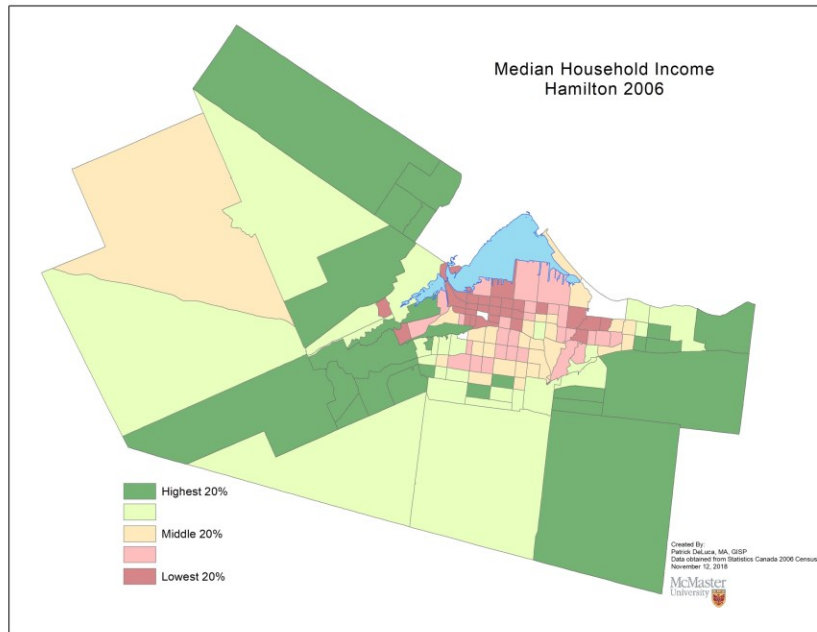 Median Household Income
Hamilton 2006
Highest 20%
Middle 20%
Lowest 20%
Created By:
Patrick DeLuca, MA, GISP
Data obtained from Statistics Canada 2006 Census
November 12, 2018
McMaster
University